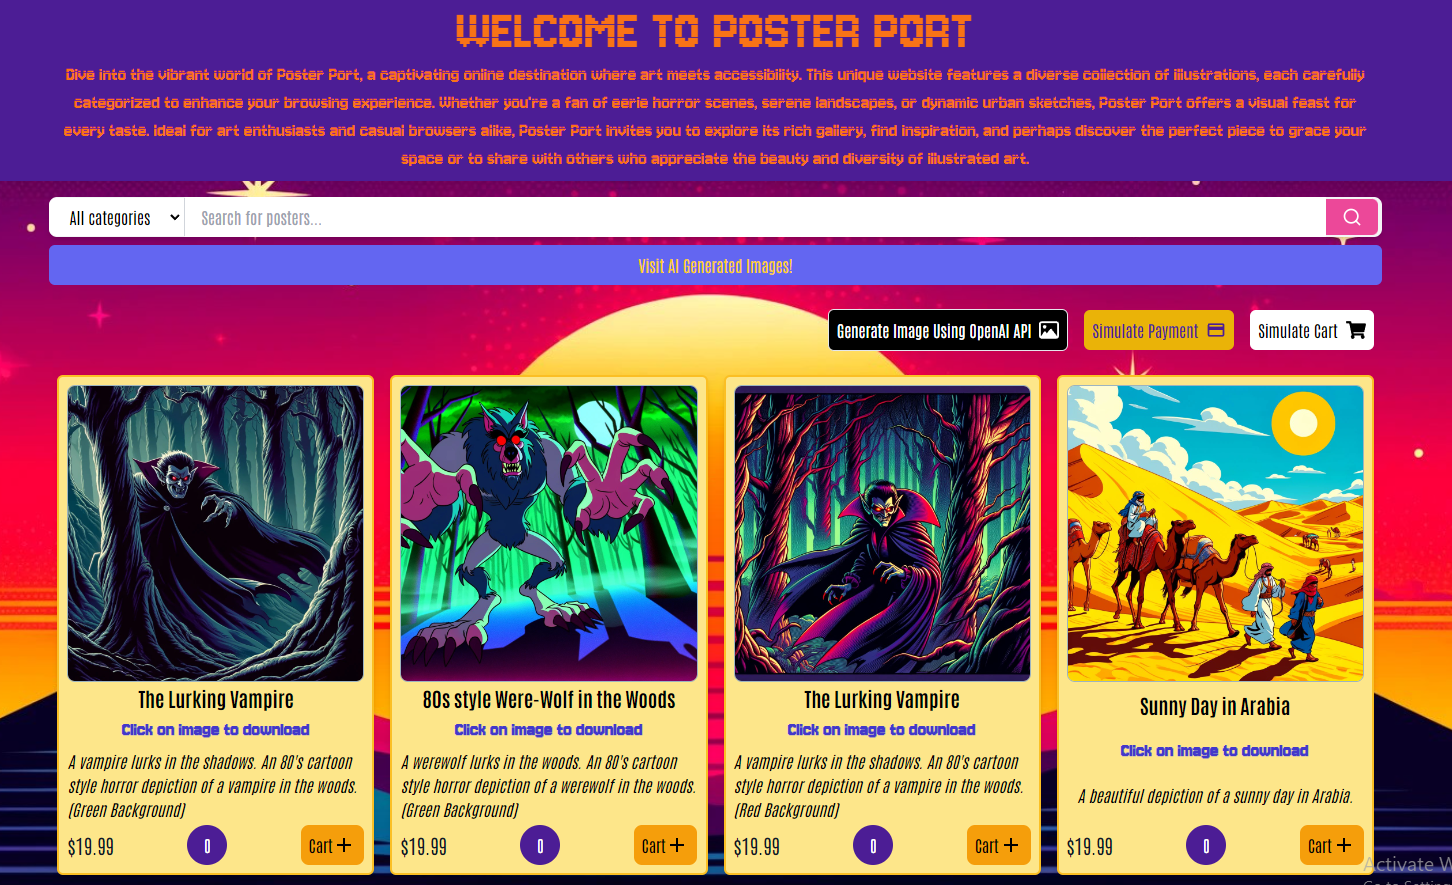 WELCOME TO POSTER PORT
Dive into the vibrant world of Poster Port, a captivating online destination where art meets accessibility. This unique website features a diverse collection of illustrations, each carefully
categorized to enhance your browsing experience. Whether you're a fan of eerie horror scenes, serene landscapes, or dynamic urban sketches, Poster Port offers a visual feast for
every taste. Ideal for art enthusiasts and casual browsers alike, Poster Port invites you to explore its rich gallery, find inspiration, and perhaps discover the perfect piece to grace your
space or to share with others who appreciate the beauty and diversity of illustrated art.
All categories
Search for posters...
Visit AI Generated Images!
Generate Image Using OpenAI API
Simulate Payment
Simulate Cart
The Lurking Vampire
Click on image to download
A vampire lurks in the shadows. An 80's cartoon
style horror depiction of a vampire in the woods.
(Green Background)
$19.99
0
Cart +
80s style Were-Wolf in the Woods
Click on image to download
A werewolf lurks in the woods. An 80's cartoon
style horror depiction of a werewolf in the woods.
(Green Background)
$19.99
0
Cart +
The Lurking Vampire
Click on image to download
A vampire lurks in the shadows. An 80's cartoon
style horror depiction of a vampire in the woods.
(Red Background)
$19.99
0
Cart +
Sunny Day in Arabia
Click on image to download
A beautiful depiction of a sunny day in Arabia.
$19.99
0
Cart +
Activate W